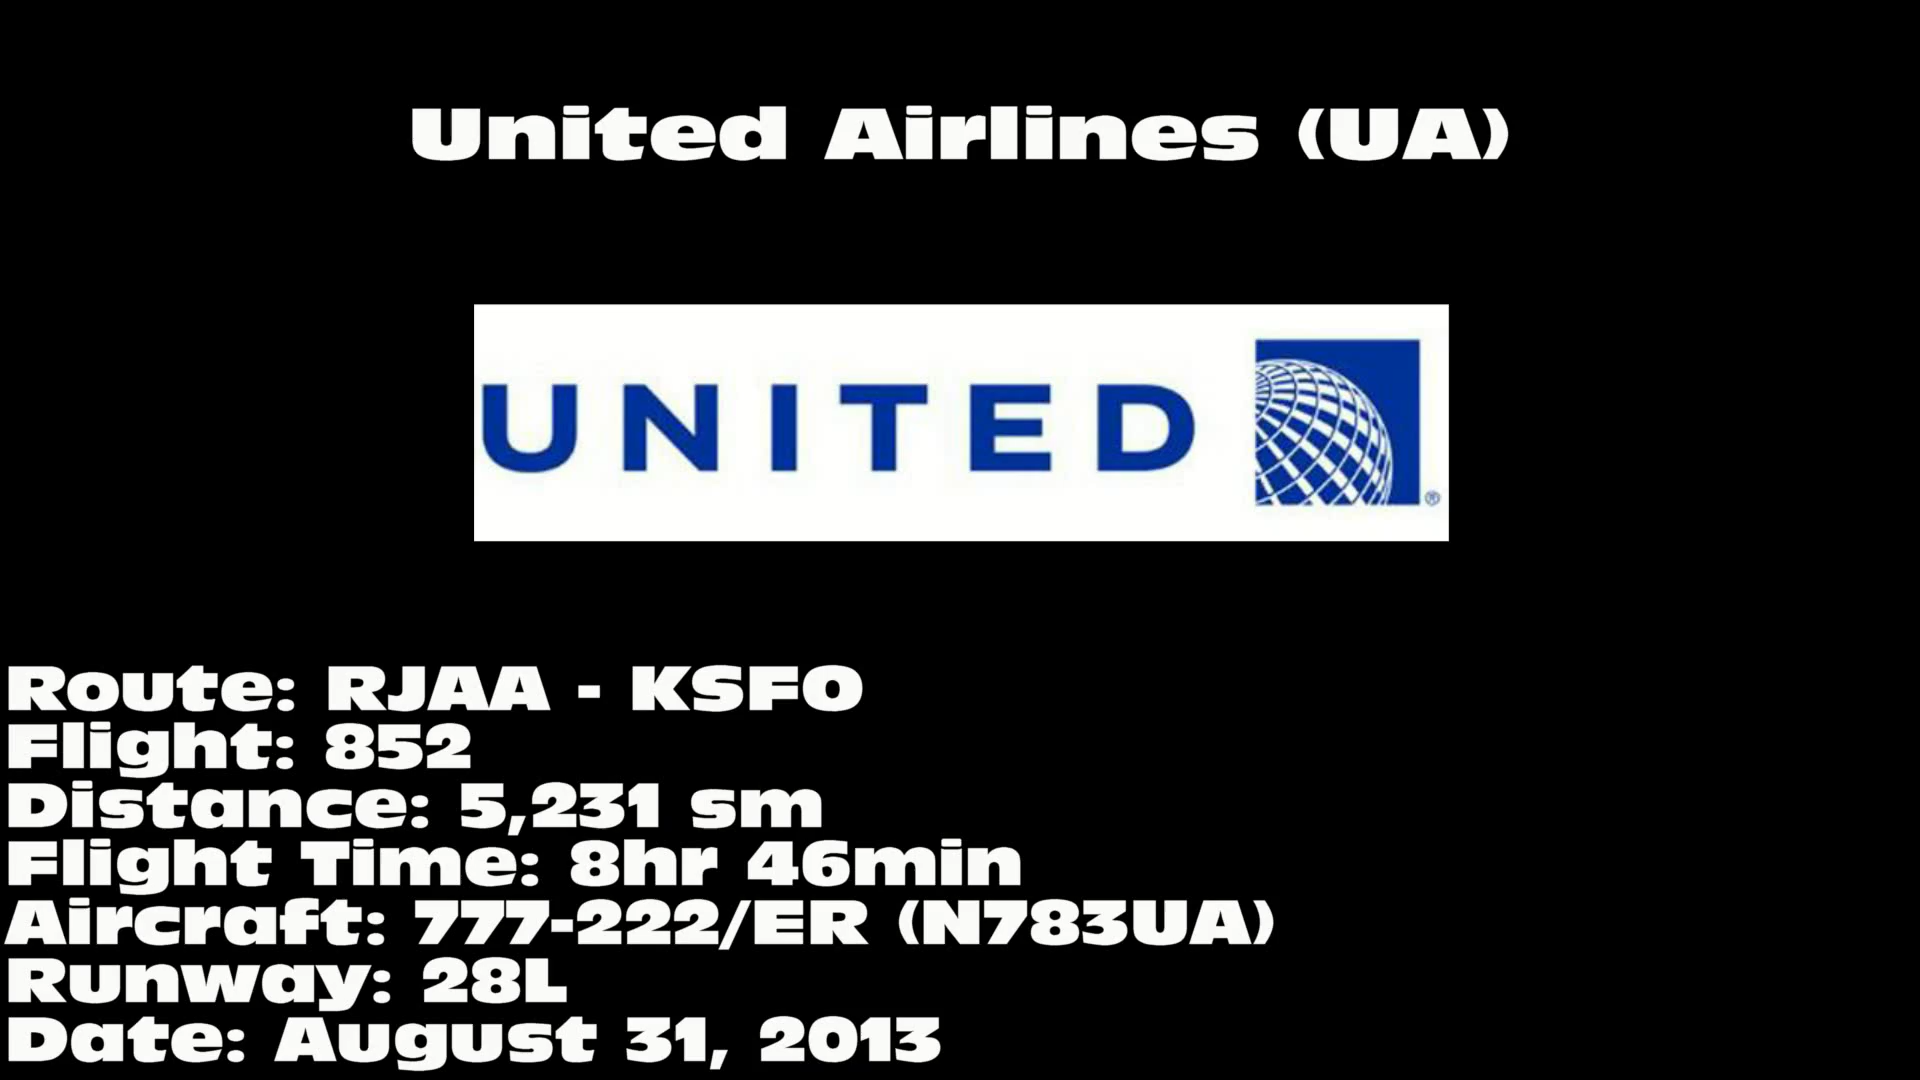 United Airlines (UA)
UNITED
®
Route: RJAA - KSFO
Flight: 852
Distance: 5,231 sm
Flight Time: 8hr 46min
Aircraft: 777-222/ER (N783UA)
Runway: 28L
Date: August 31, 2013